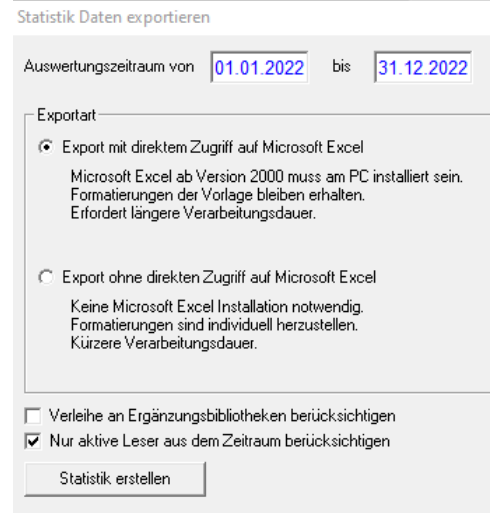 Statistik Daten exportieren
Auswertungszeitraum von 01.01.2022 bis 31.12.2022
Exportart
Export mit direktem Zugriff auf Microsoft Excel
Microsoft Excel ab Version 2000 muss am PC installiert sein.
Formatierungen der Vorlage bleiben erhalten.
Erfordert längere Verarbeitungsdauer.
Export ohne direkten Zugriff auf Microsoft Excel
Keine Microsoft Excel Installation notwendig.
Formatierungen sind individuell herzustellen.
Kürzere Verarbeitungsdauer.
Verleihe an Ergänzungsbibliotheken berücksichtigen
Nur aktive Leser aus dem Zeitraum berücksichtigen
Statistik erstellen